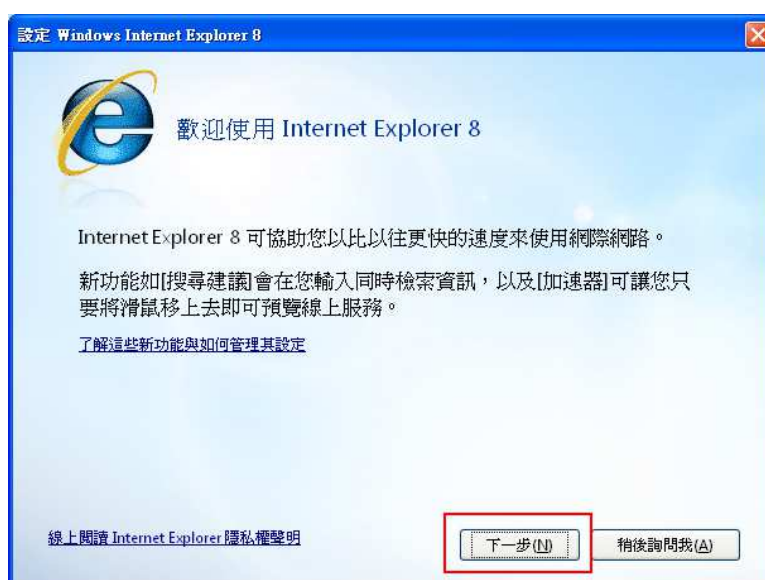 設定 Windows Internet Explorer 8
歡迎使用 Internet Explorer 8
Internet Explorer 8 可協助您以比以往更快的速度來使用網際網路。
新功能如[搜尋建議]會在您輸入同時檢索資訊，以及[加速器]可讓您只
要將滑鼠移上去即可預覽線上服務。
了解這些新功能與如何管理其設定
線上閱讀 Internet Explorer 隱私權聲明
下一步(N)
稍後詢問我(A)